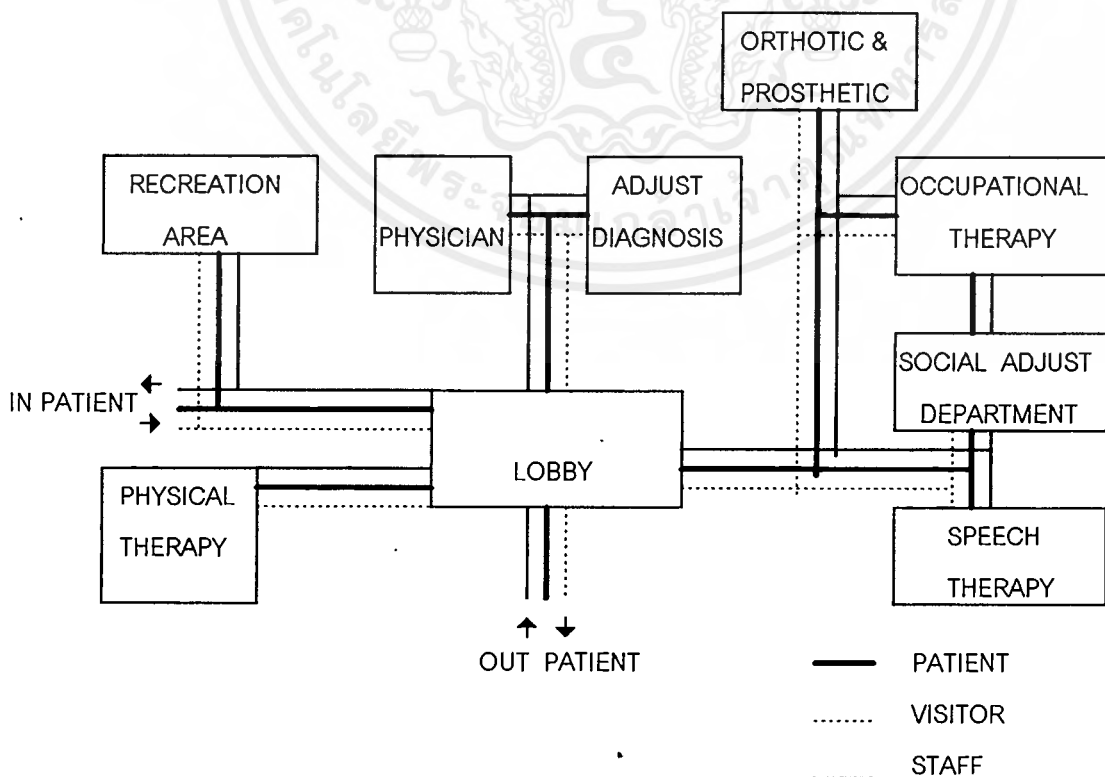 ORTHOTIC &
PROSTHETIC
RECREATION
AREA
PHYSICIAN
ADJUST
DIAGNOSIS
OCCUPATIONAL
THERAPY
SOCIAL ADJUST
DEPARTMENT
IN PATIENT
LOBBY
PHYSICAL
THERAPY
SPEECH
THERAPY
OUT PATIENT
PATIENT
VISITOR
STAFF